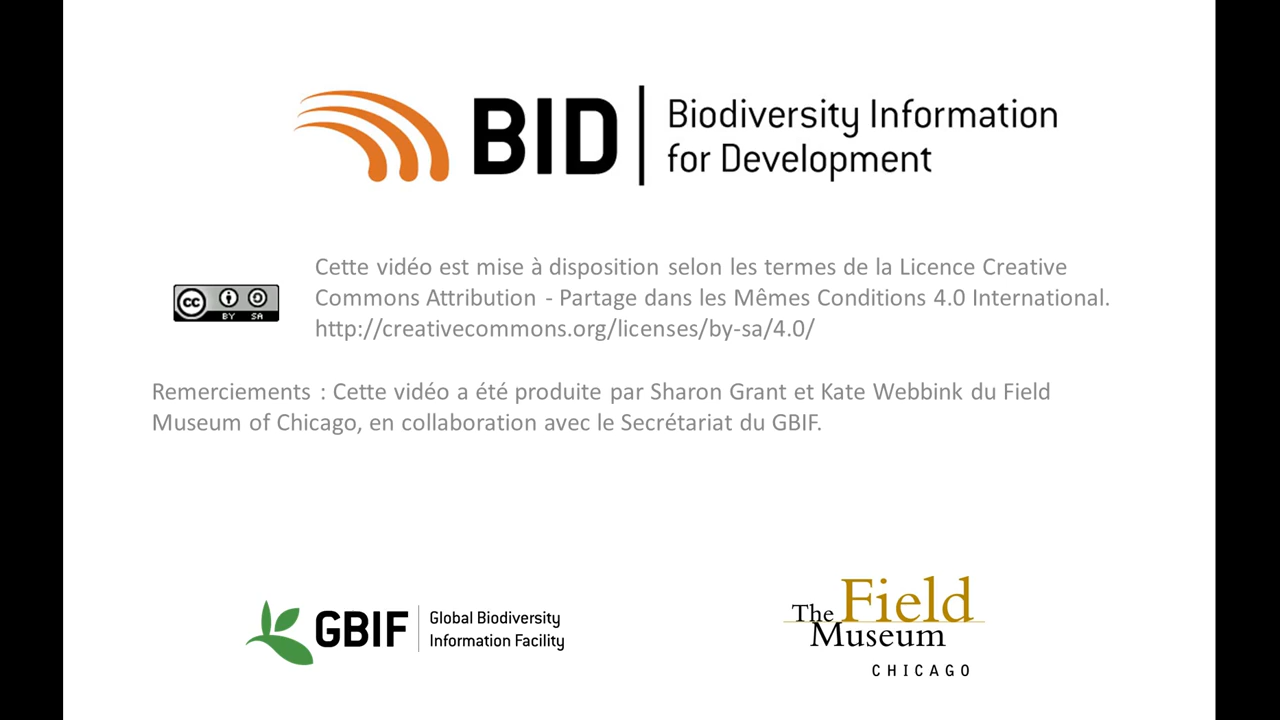 BID
Biodiversity Information
for Development
Cette vidéo est mise à disposition selon les termes de la Licence Creative
Commons Attribution - Partage dans les Mêmes Conditions 4.0 International.
http://creativecommons.org/licenses/by-sa/4.0/
cc
BY SA
Remerciements : Cette vidéo a été produite par Sharon Grant et Kate Webbink du Field
Museum of Chicago, en collaboration avec le Secrétariat du GBIF.
GBIF
Global Biodiversity
Information Facility
The Field
Museum
CHICAGO